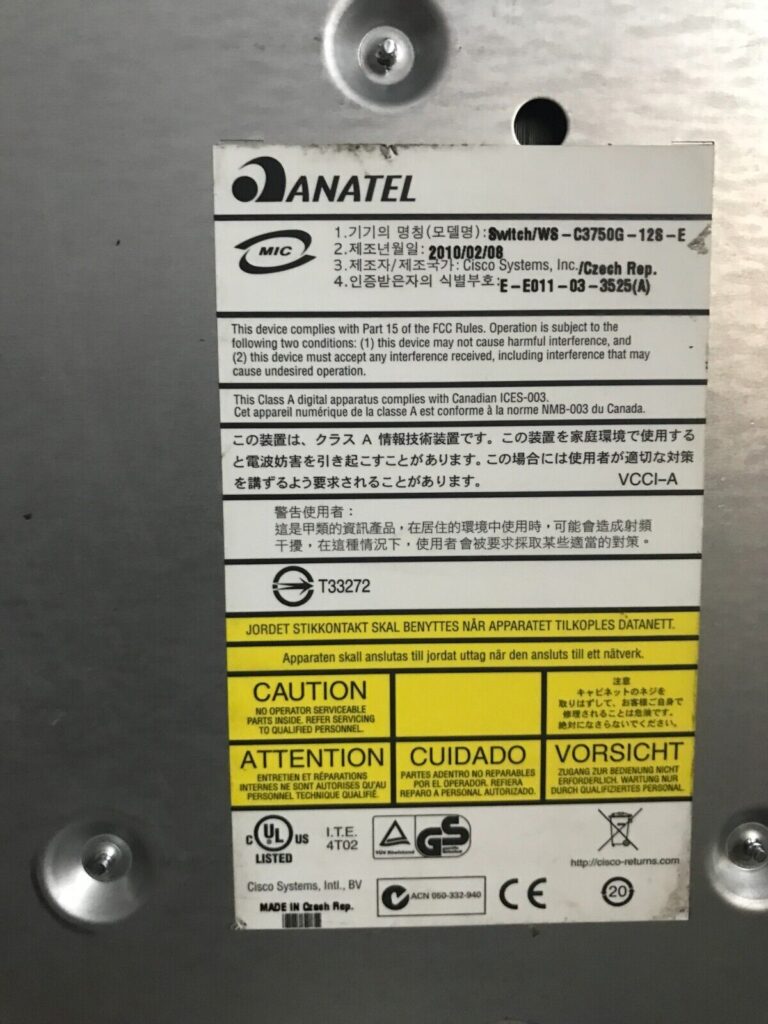 ANATEL
MIC
1.기기의 명칭(모델명): Switch/WS-C3750G-12S-E
2.제조년월일: 2010/02/08
3.제조자/제조국가: Cisco Systems, Inc./Czech Rep.
4.인증받은자의 식별부호: E-E011-03-3525(A)
This device complies with Part 15 of the FCC Rules. Operation is subject to the
following two conditions: (1) this device may not cause harmful interference, and
(2) this device must accept any interference received, including interference that may
cause undesired operation.
This Class A digital apparatus complies with Canadian ICES-003.
Cet appareil numérique de la classe A est conforme à la norme NMB-003 du Canada.
この装置は、クラス A 情報技術装置です。この装置を家庭環境で使用する
と電波妨害を引き起こすことがあります。この場合には使用者が適切な対策
を講ずるよう要求されることがあります。 VCCI-A
警告使用者：
這是甲類的資訊產品，在居住的環境中使用時，可能會造成射頻
干擾，在這種情況下，使用者會被要求採取某些適當的對策。
T33272
JORDET STIKKONTAKT SKAL BENYTTES NÅR APPARATET TILKOPLES DATANETT.
Apparaten skall anslutas till jordat uttag när den ansluts till ett nätverk.
CAUTION
NO OPERATOR SERVICEABLE
PARTS INSIDE. REFER SERVICING
TO QUALIFIED PERSONNEL.
注意
キャビネットのネジを
取りはずして、お客様ご自身で
修理されることは危険です。
絶対になさらないでください。
ATTENTION
ENTRETIEN ET RÉPARATIONS
INTERNES NE SONT AUTORISÉS QU'AU
PERSONNEL TECHNIQUE QUALIFIÉ.
CUIDADO
PARTES ADENTRO NO REPARABLES
POR EL OPERADOR. REFIERA
REPARO A PERSONAL AUTORIZADO.
VORSICHT
ZUGANG ZUR BEDIENUNG NICHT
ERFORDERLICH. WARTUNG NUR
DURCH QUALIFIZIERTES PERSONAL.
C UL US
LISTED
I.T.E.
4T02
TÜV Rheinland
GS
geprüfte Sicherheit
http://cisco-returns.com
Cisco Systems, Intl., BV
MADE IN Czech Rep.
ACN 050-332-940
CE
20